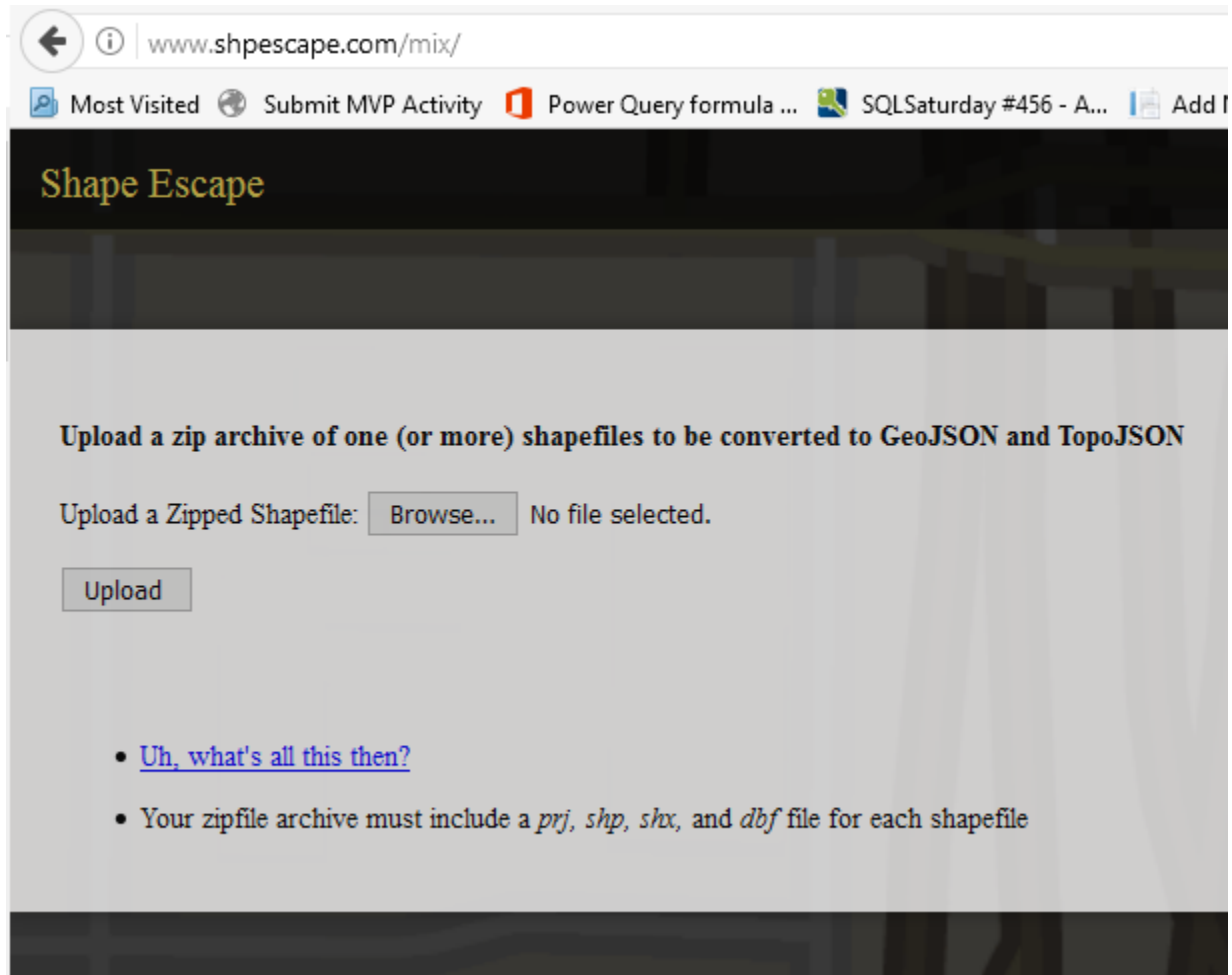 www.shpescape.com/mix/
Most Visited Submit MVP Activity Power Query formula ... SQLSaturday #456 - A... Add
Shape Escape
Upload a zip archive of one (or more) shapefiles to be converted to GeoJSON and TopoJSON
Upload a Zipped Shapefile: Browse... No file selected.
Upload
• Uh, what's all this then?
• Your zipfile archive must include a prj, shp, shx, and dbf file for each shapefile